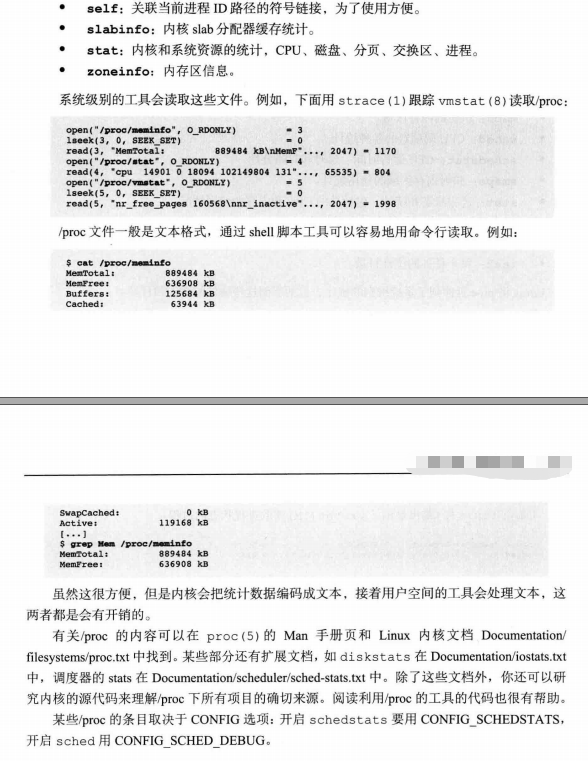 • self：关联当前进程 ID 路径的符号链接，为了使用方便。
• slabinfo：内核 slab 分配器缓存统计。
• stat：内核和系统资源的统计，CPU、磁盘、分页、交换区、进程。
• zoneinfo：内存区信息。
系统级别的工具会读取这些文件。例如，下面用 strace(1)跟踪 vmstat(8)读取/proc：
open("/proc/meminfo", O_RDONLY) = 3
lseek(3, 0, SEEK_SET) = 0
read(3, "MemTotal: 889484 kB\nMemF"..., 2047) = 1170
open("/proc/stat", O_RDONLY) = 4
read(4, "cpu 14901 0 18094 102149804 131"..., 65535) = 804
open("/proc/vmstat", O_RDONLY) = 5
lseek(5, 0, SEEK_SET) = 0
read(5, "nr_free_pages 160568\nnr_inactive"..., 2047) = 1998
/proc 文件一般是文本格式，通过 shell 脚本工具可以容易地用命令行读取。例如：
$ cat /proc/meminfo
MemTotal: 889484 kB
MemFree: 636908 kB
Buffers: 125684 kB
Cached: 63944 kB
SwapCached: 0 kB
Active: 119168 kB
[...]
$ grep Mem /proc/meminfo
MemTotal: 889484 kB
MemFree: 636908 kB
虽然这很方便，但是内核会把统计数据编码成文本，接着用户空间的工具会处理文本，这
两者都是会有开销的。
有关/proc 的内容可以在 proc(5)的 Man 手册页和 Linux 内核文档 Documentation/
filesystems/proc.txt 中找到。某些部分还有扩展文档，如 diskstats 在 Documentation/iostats.txt
中，调度器的 stats 在 Documentation/scheduler/sched-stats.txt 中。除了这些文档外，你还可以研
究内核的源代码来理解/proc 下所有项目的确切来源。阅读利用/proc 的工具的代码也很有帮助。
某些/proc 的条目取决于 CONFIG 选项：开启 schedstats 要用 CONFIG_SCHEDSTATS，
开启 sched 用 CONFIG_SCHED_DEBUG。